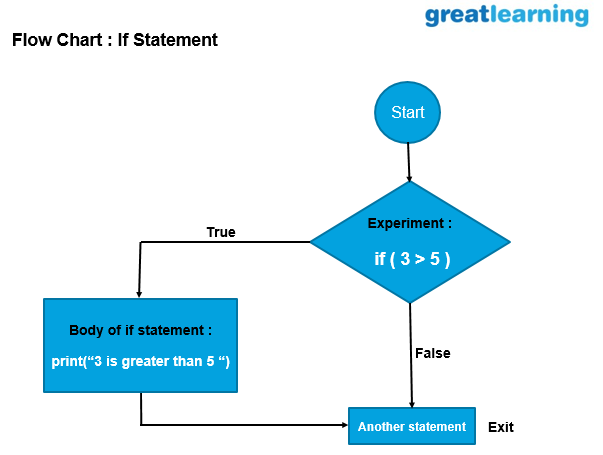 greatlearning
Flow Chart : If Statement
Start
Experiment :
if ( 3 > 5 )
True
Body of if statement :
print(“3 is greater than 5 “)
False
Another statement
Exit